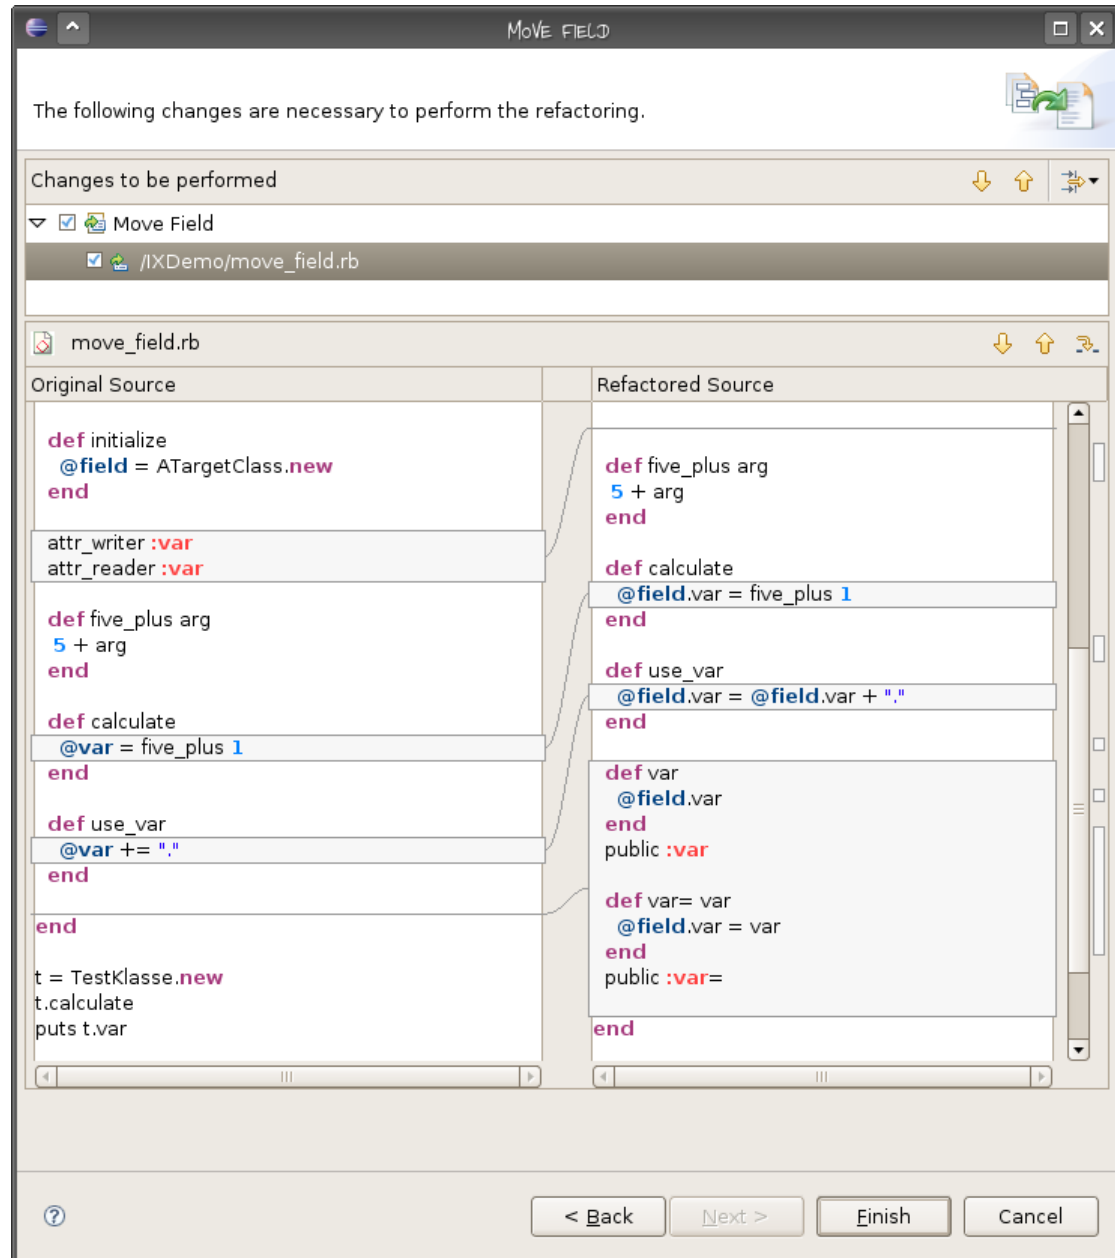 MOVE FIELD
The following changes are necessary to perform the refactoring.
Changes to be performed
Move Field
/IXDemo/move_field.rb
move_field.rb
Original Source
def initialize
@field = ATargetClass.new
end
attr_writer :var
attr_reader :var
def five_plus arg
5 + arg
end
def calculate
@var = five_plus 1
end
def use_var
@var += "."
end
end
t = TestKlasse.new
t.calculate
puts t.var
Refactored Source
def five_plus arg
5 + arg
end
def calculate
@field.var = five_plus 1
end
def use_var
@field.var = @field.var + "."
end
def var
@field.var
end
public :var
def var= var
@field.var = var
end
public :var=
end
< Back
Next >
Finish
Cancel